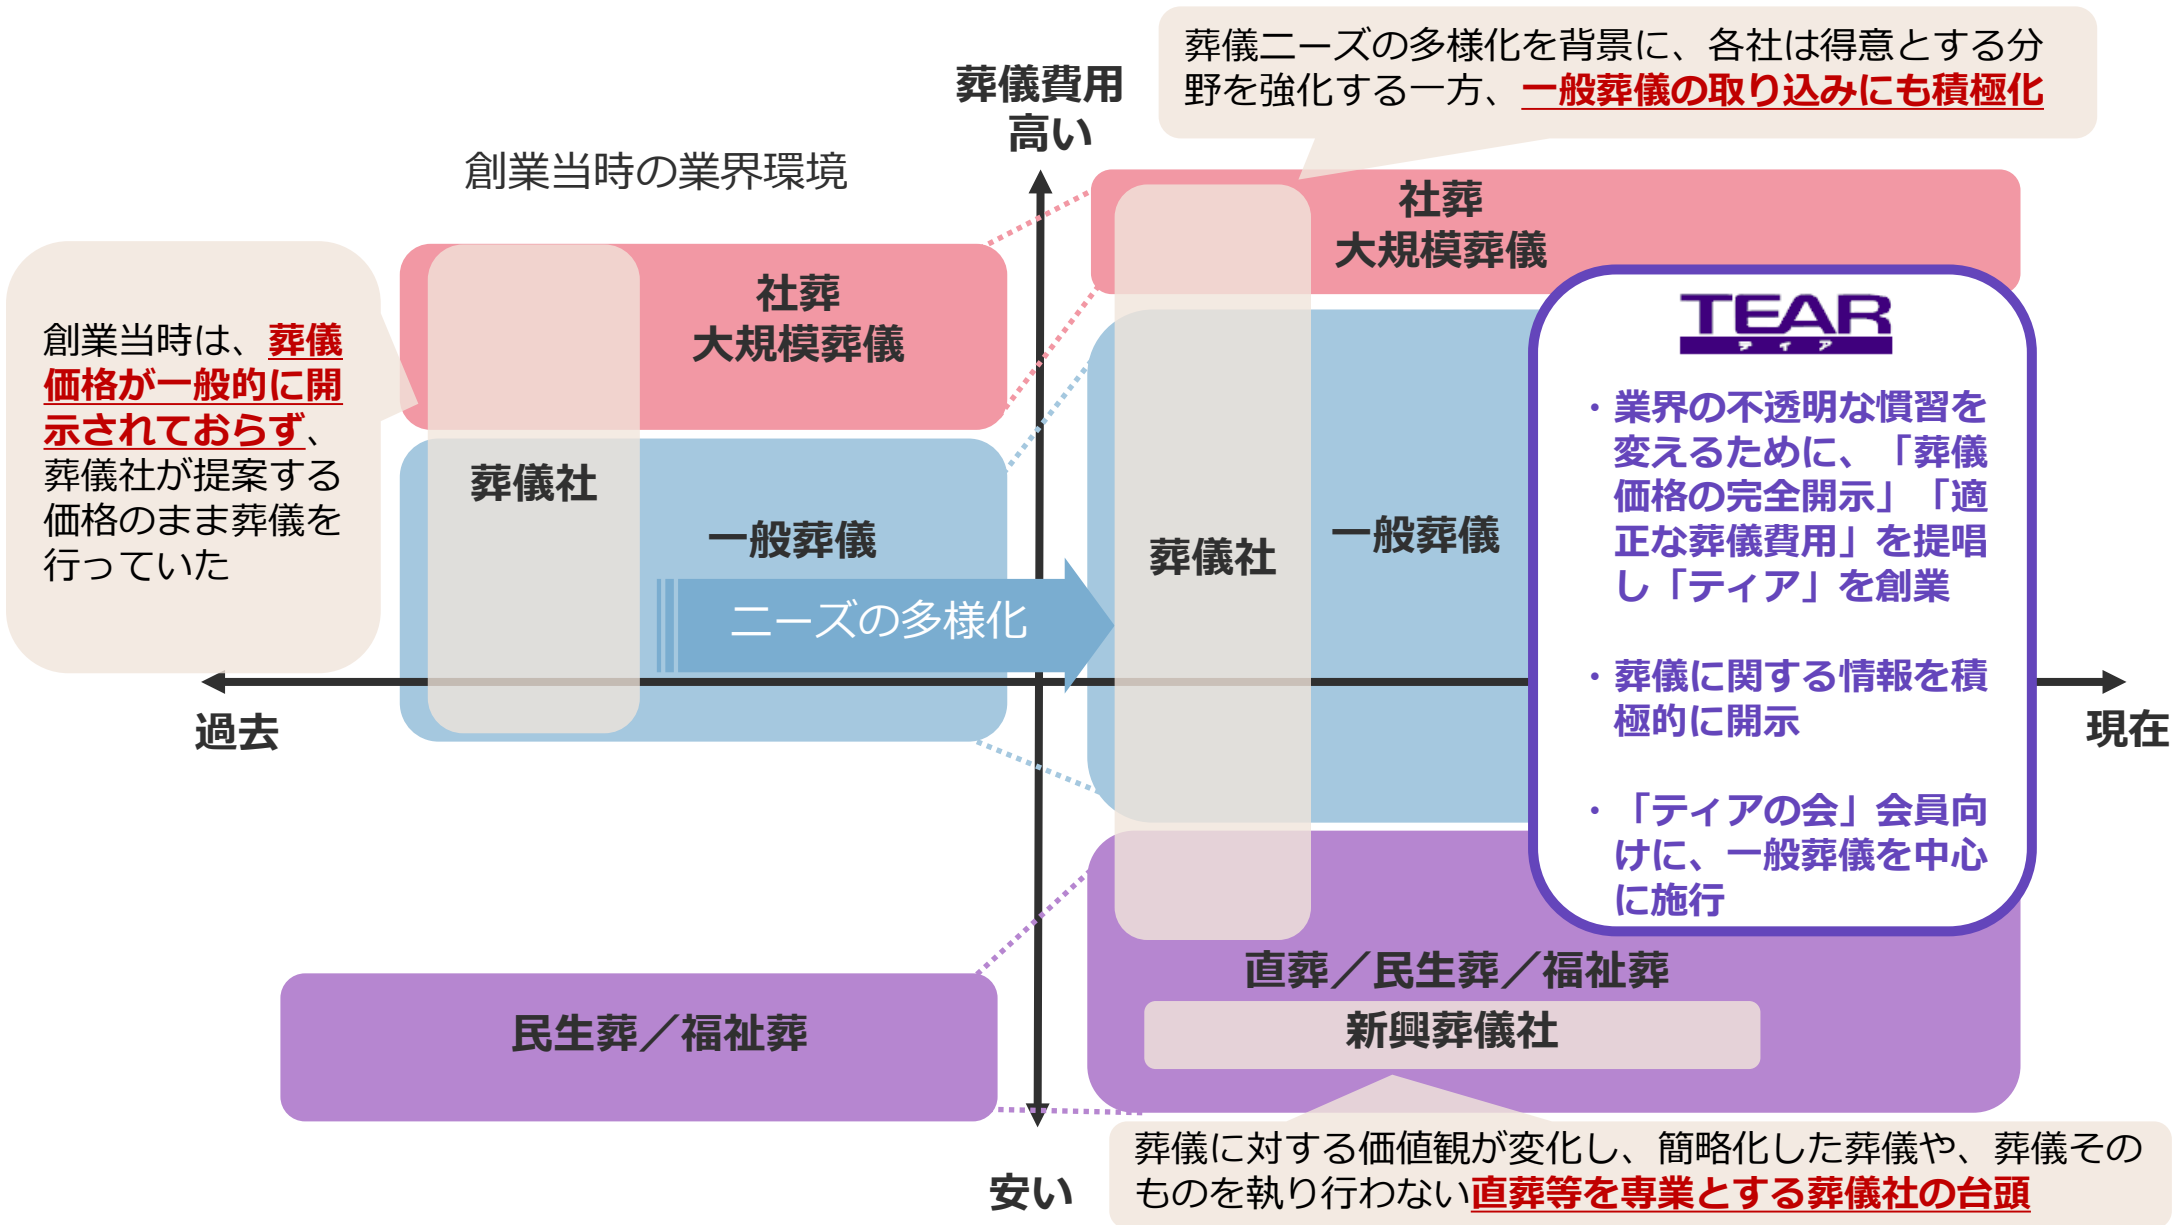 葬儀ニーズの多様化を背景に、各社は得意とする分
野を強化する一方、一般葬儀の取り込みにも積極化
葬儀費用
高い
創業当時の業界環境
社葬
大規模葬儀
創業当時は、葬儀
価格が一般的に開
示されておらず、
葬儀社が提案する
価格のまま葬儀を
行っていた
社葬
大規模葬儀
葬儀社
一般葬儀
ニーズの多様化
葬儀社
一般葬儀
TEAR
ティア
・業界の不透明な慣習を
変えるために、「葬儀
価格の完全開示」「適
正な葬儀費用」を提唱
し「ティア」を創業
・葬儀に関する情報を積
極的に開示
・「ティアの会」会員向
けに、一般葬儀を中心
に施行
過去
現在
民生葬／福祉葬
直葬／民生葬／福祉葬
新興葬儀社
安い
葬儀に対する価値観が変化し、簡略化した葬儀や、葬儀その
ものを執り行わない直葬等を専業とする葬儀社の台頭